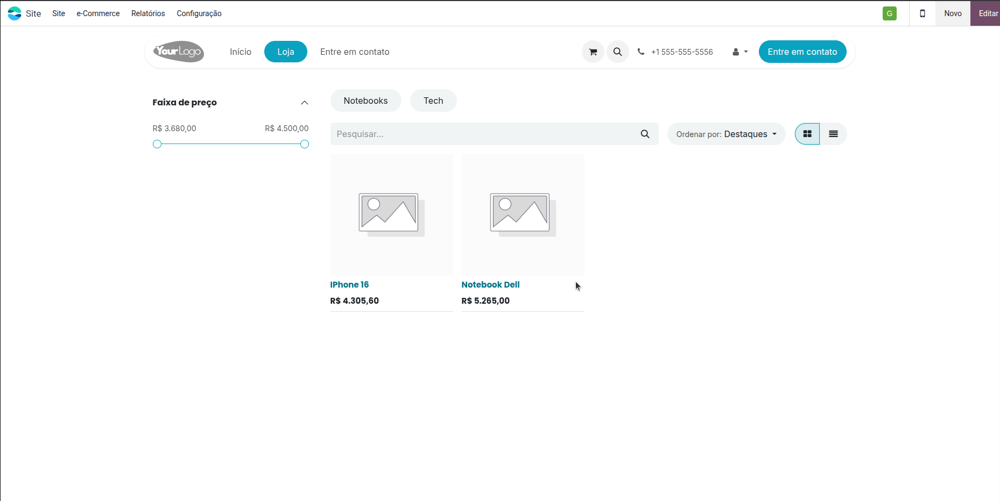 Site Site e-Commerce Relatórios Configuração G Novo Editar
YourLogo Início Loja Entre em contato +1 555-555-5556 Entre em contato
Faixa de preço
R$ 3.680,00 R$ 4.500,00
Notebooks Tech
Pesquisar... Ordenar por: Destaques
IPhone 16 Notebook Dell
R$ 4.305,60 R$ 5.265,00